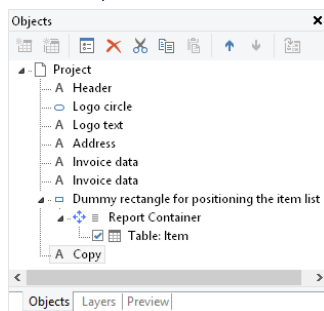 Objects
Project
A Header
Logo circle
A Logo text
A Address
A Invoice data
A Invoice data
Dummy rectangle for positioning the item list
Report Container
Table: Item
A Copy
Objects Layers Preview